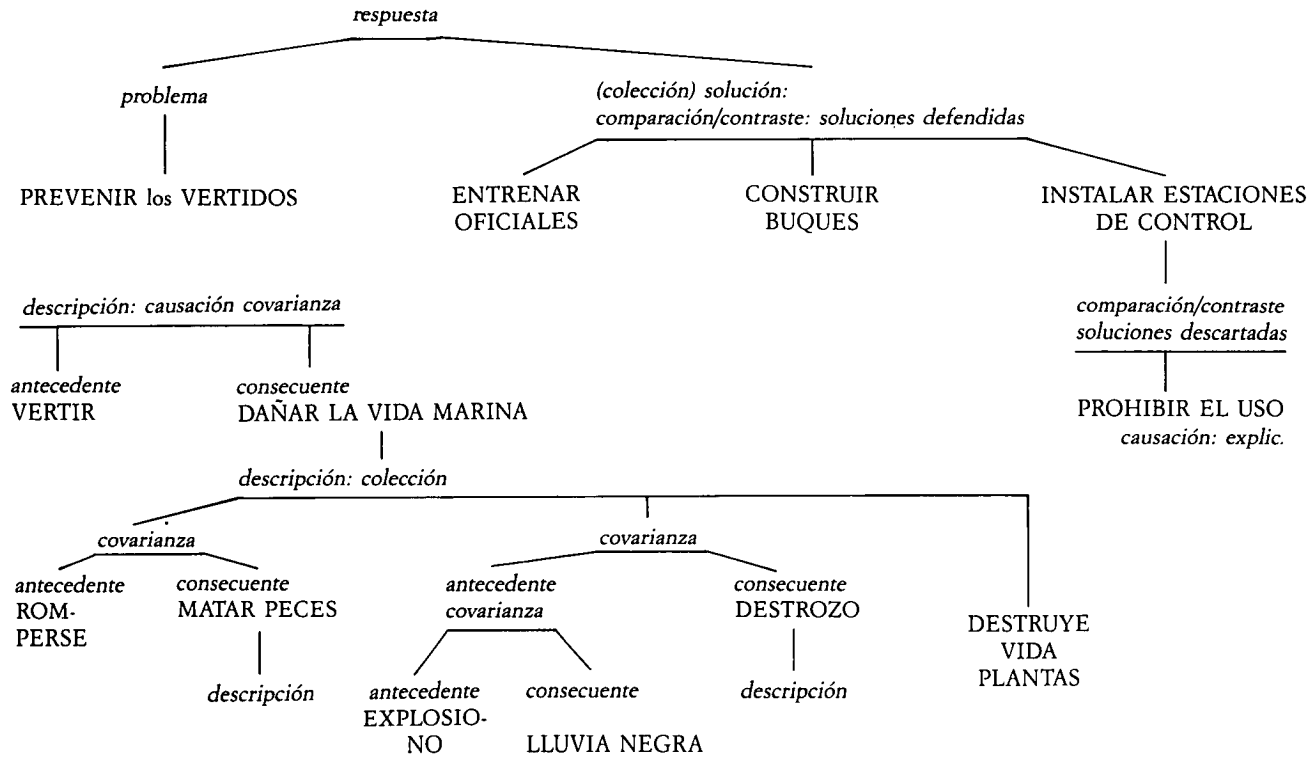 respuesta
problema
(colección) solución:
comparación/contraste: soluciones defendidas
PREVENIR los VERTIDOS
ENTRENAR
OFICIALES
CONSTRUIR
BUQUES
INSTALAR ESTACIONES
DE CONTROL
descripción: causación covarianza
comparación/contraste
soluciones descartadas
antecedente
VERTIR
consecuente
DAÑAR LA VIDA MARINA
PROHIBIR EL USO
causación: explic.
descripción: colección
covarianza
covarianza
antecedente
ROM-
PERSE
consecuente
MATAR PECES
antecedente
covarianza
consecuente
DESTROZO
DESTRUYE
VIDA
PLANTAS
descripción
antecedente
EXPLOSIO-
NO
consecuente
LLUVIA NEGRA
descripción